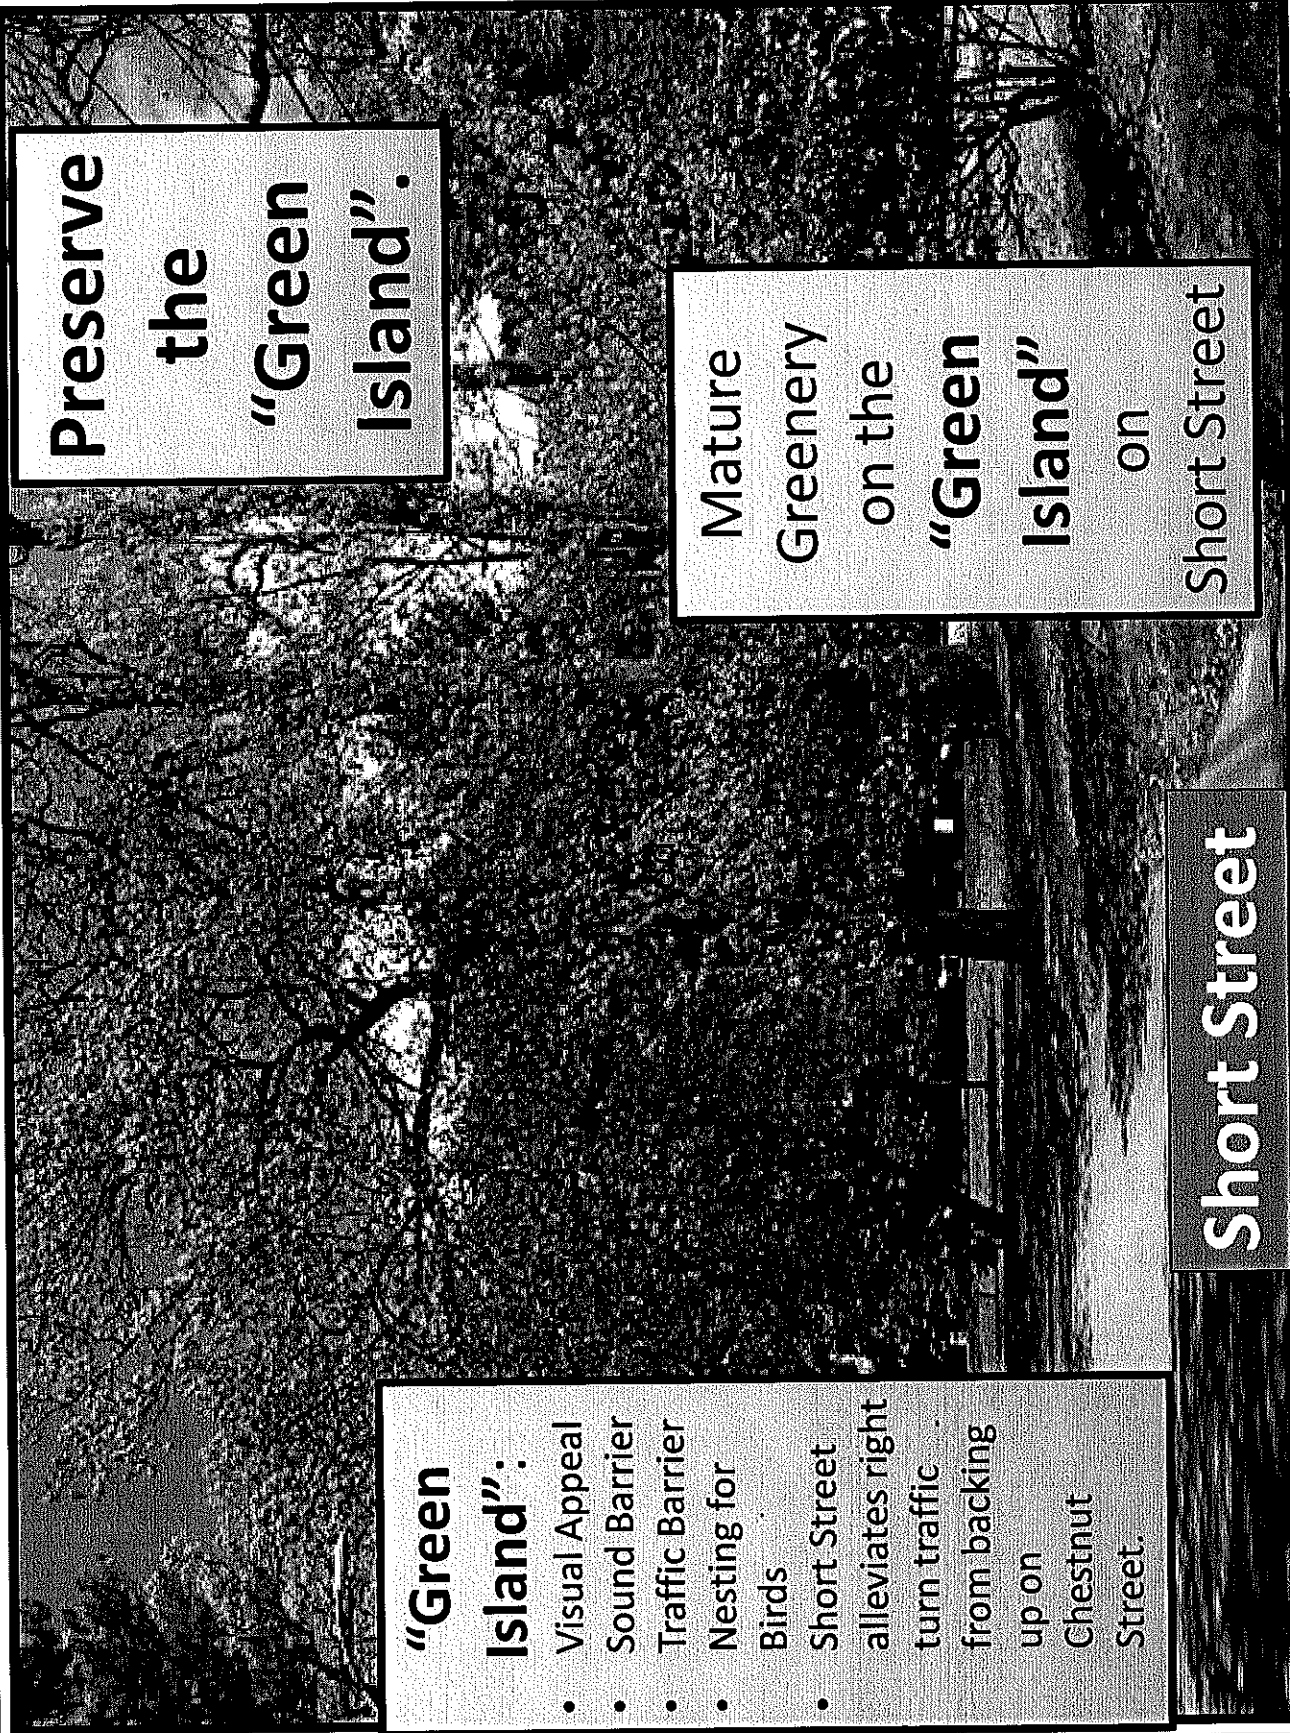 Preserve
the
“Green
Island”.
“Green
Island”:
• Visual Appeal
• Sound Barrier
• Traffic Barrier
• Nesting for
Birds
• Short Street
alleviates right
turn traffic
from backing
up on
Chestnut
Street.
Mature
Greenery
on the
“Green
Island”
on
Short Street
Short Street